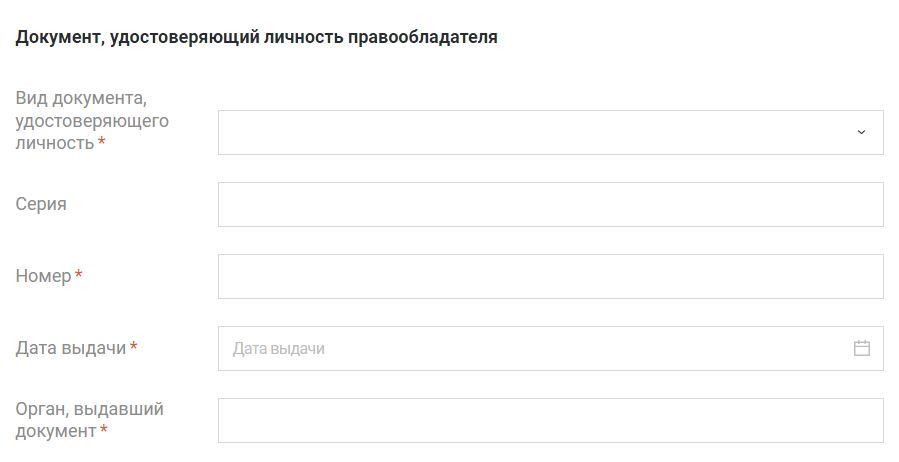 Документ, удостоверяющий личность правообладателя
Вид документа,
удостоверяющего
личность *
Серия
Номер *
Дата выдачи *
Дата выдачи
Орган, выдавший
документ *